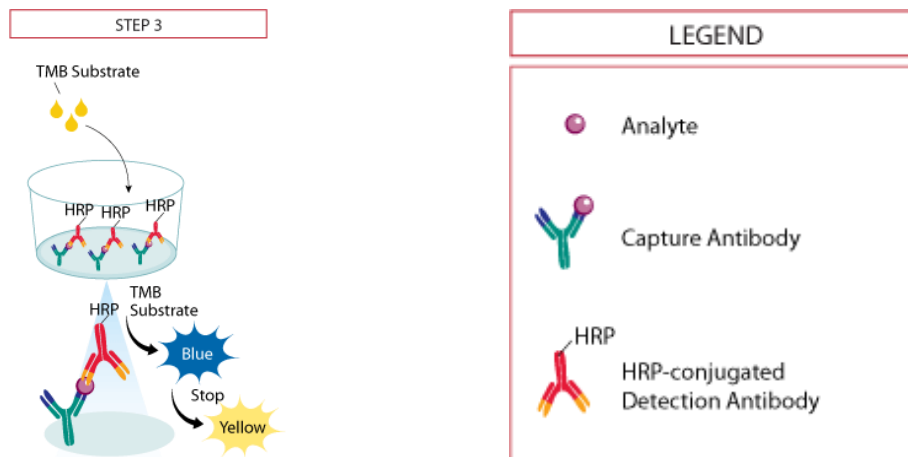 STEP 3
TMB Substrate
HRP
HRP
HRP
HRP
TMB
Substrate
Blue
Stop
Yellow
LEGEND
Analyte
Capture Antibody
HRP
HRP-conjugated
Detection Antibody